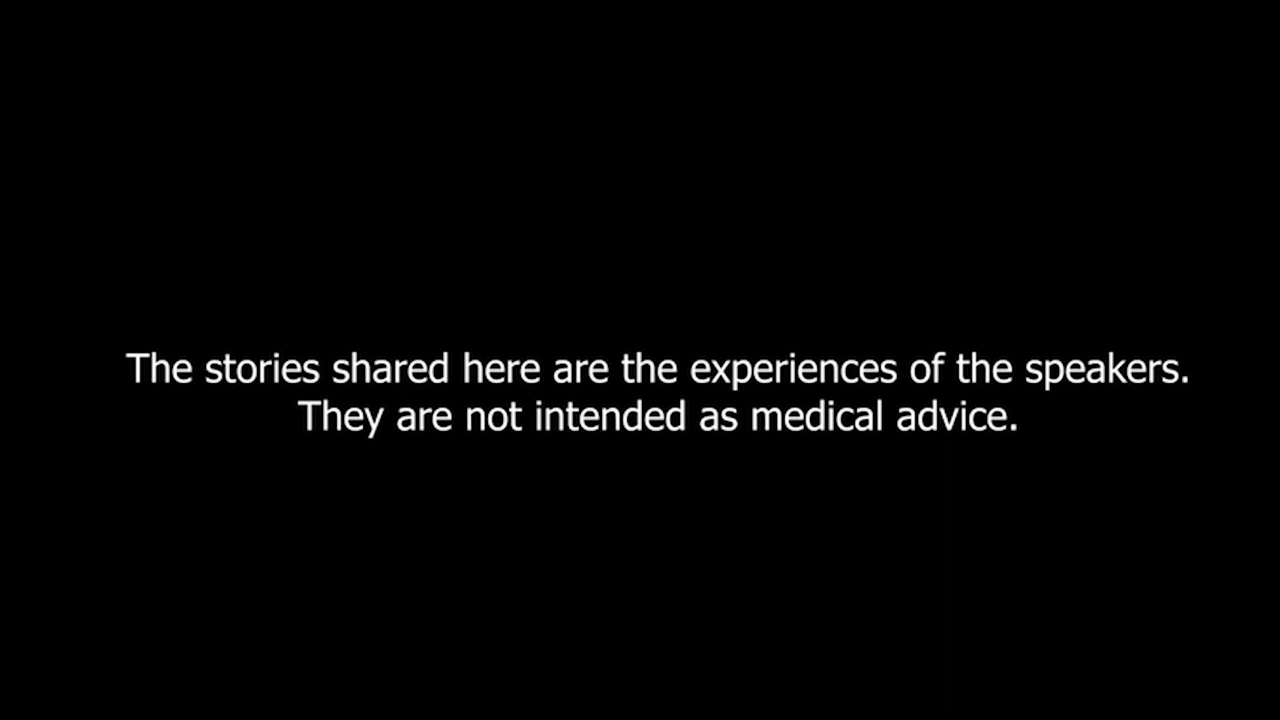 The stories shared here are the experiences of the speakers.
They are not intended as medical advice.